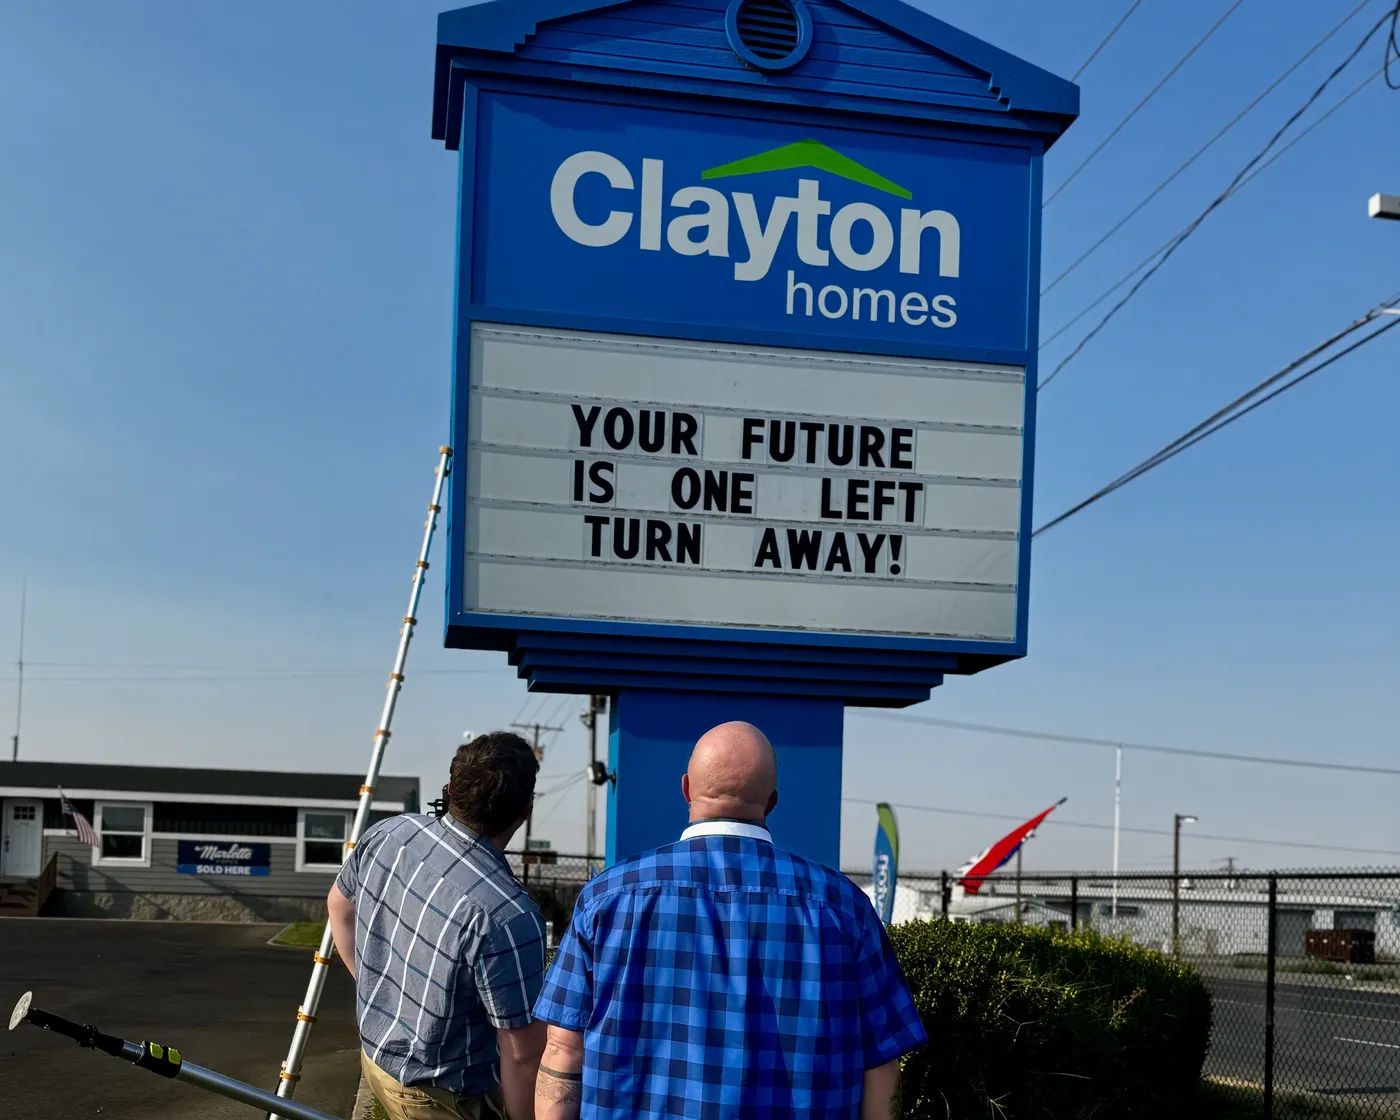 Clayton
homes
YOUR FUTURE
IS ONE LEFT
TURN AWAY!
Marlette
SOLD HERE